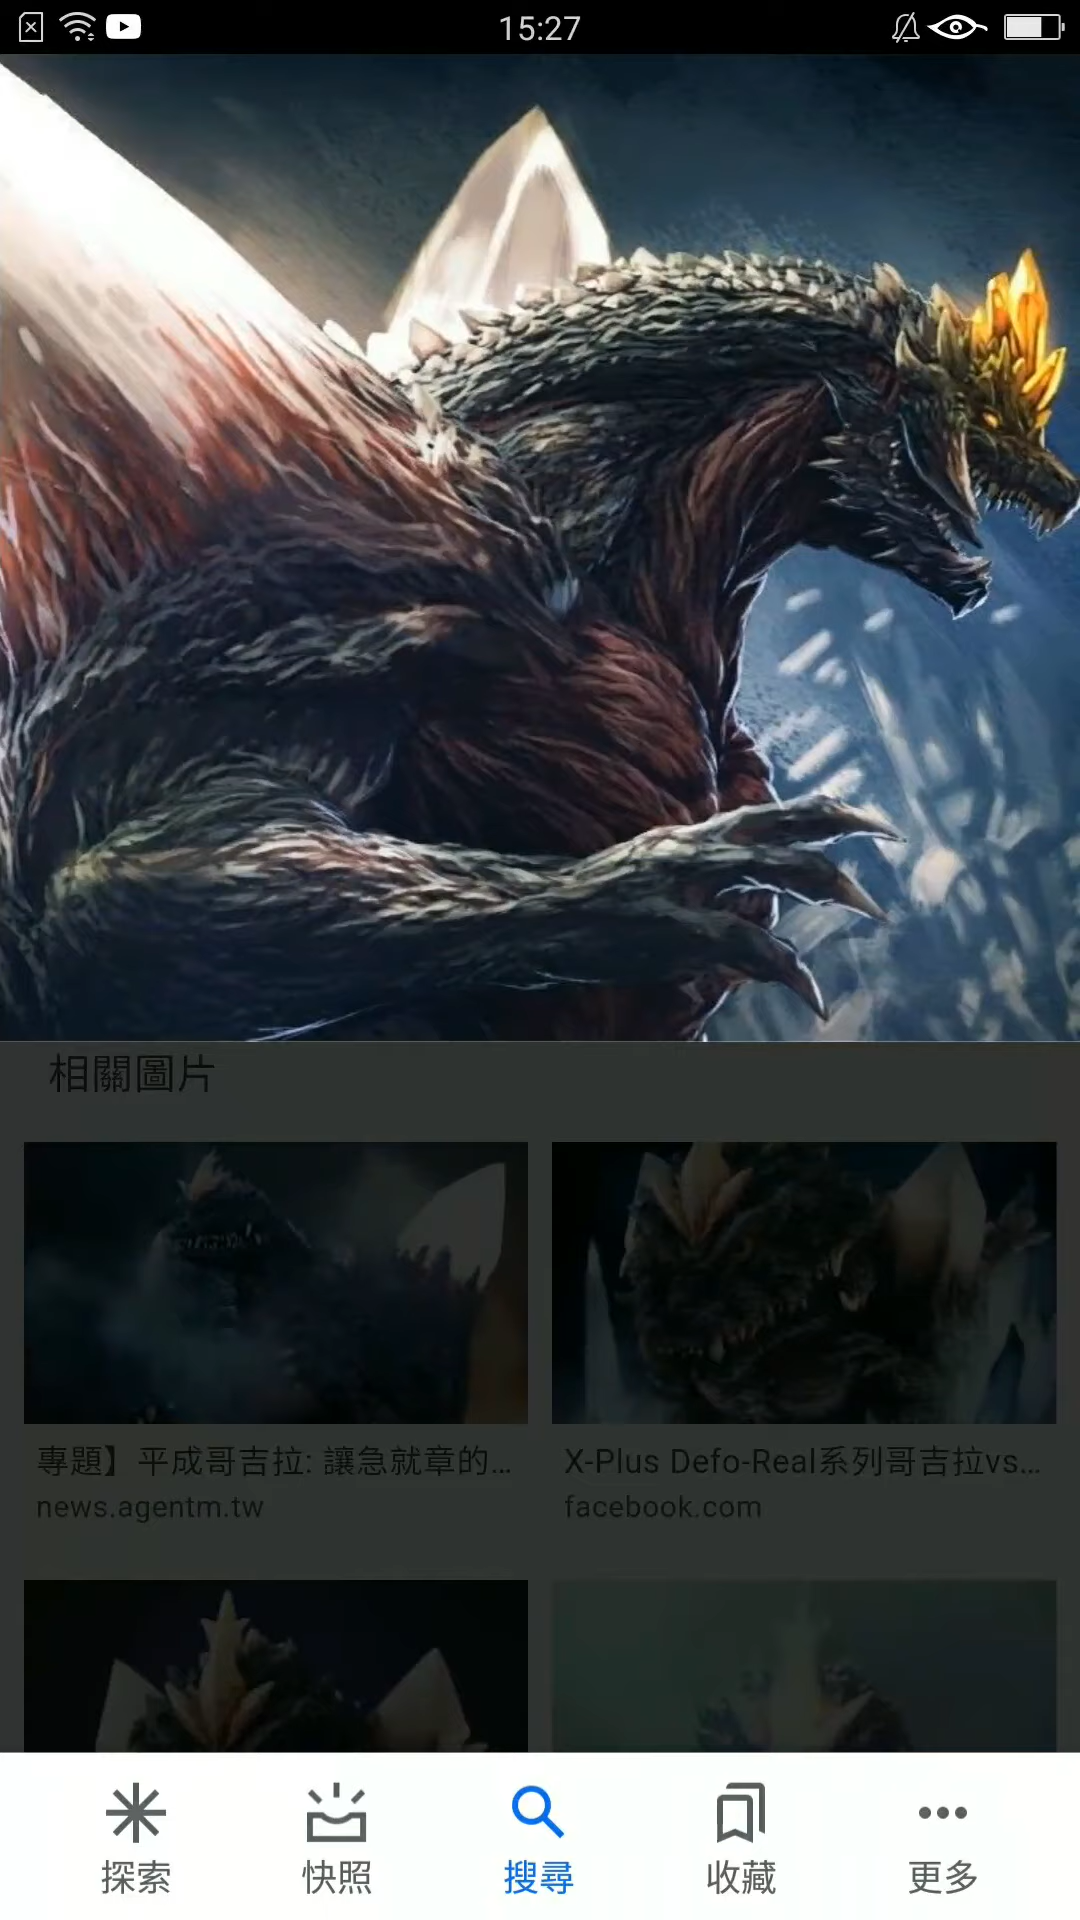 15:27
相關圖片
專題】平成哥吉拉: 讓急就章的...
X-Plus Defo-Real系列哥吉拉vs...
news.agentm.tw
facebook.com
探索
快照
搜尋
收藏
更多